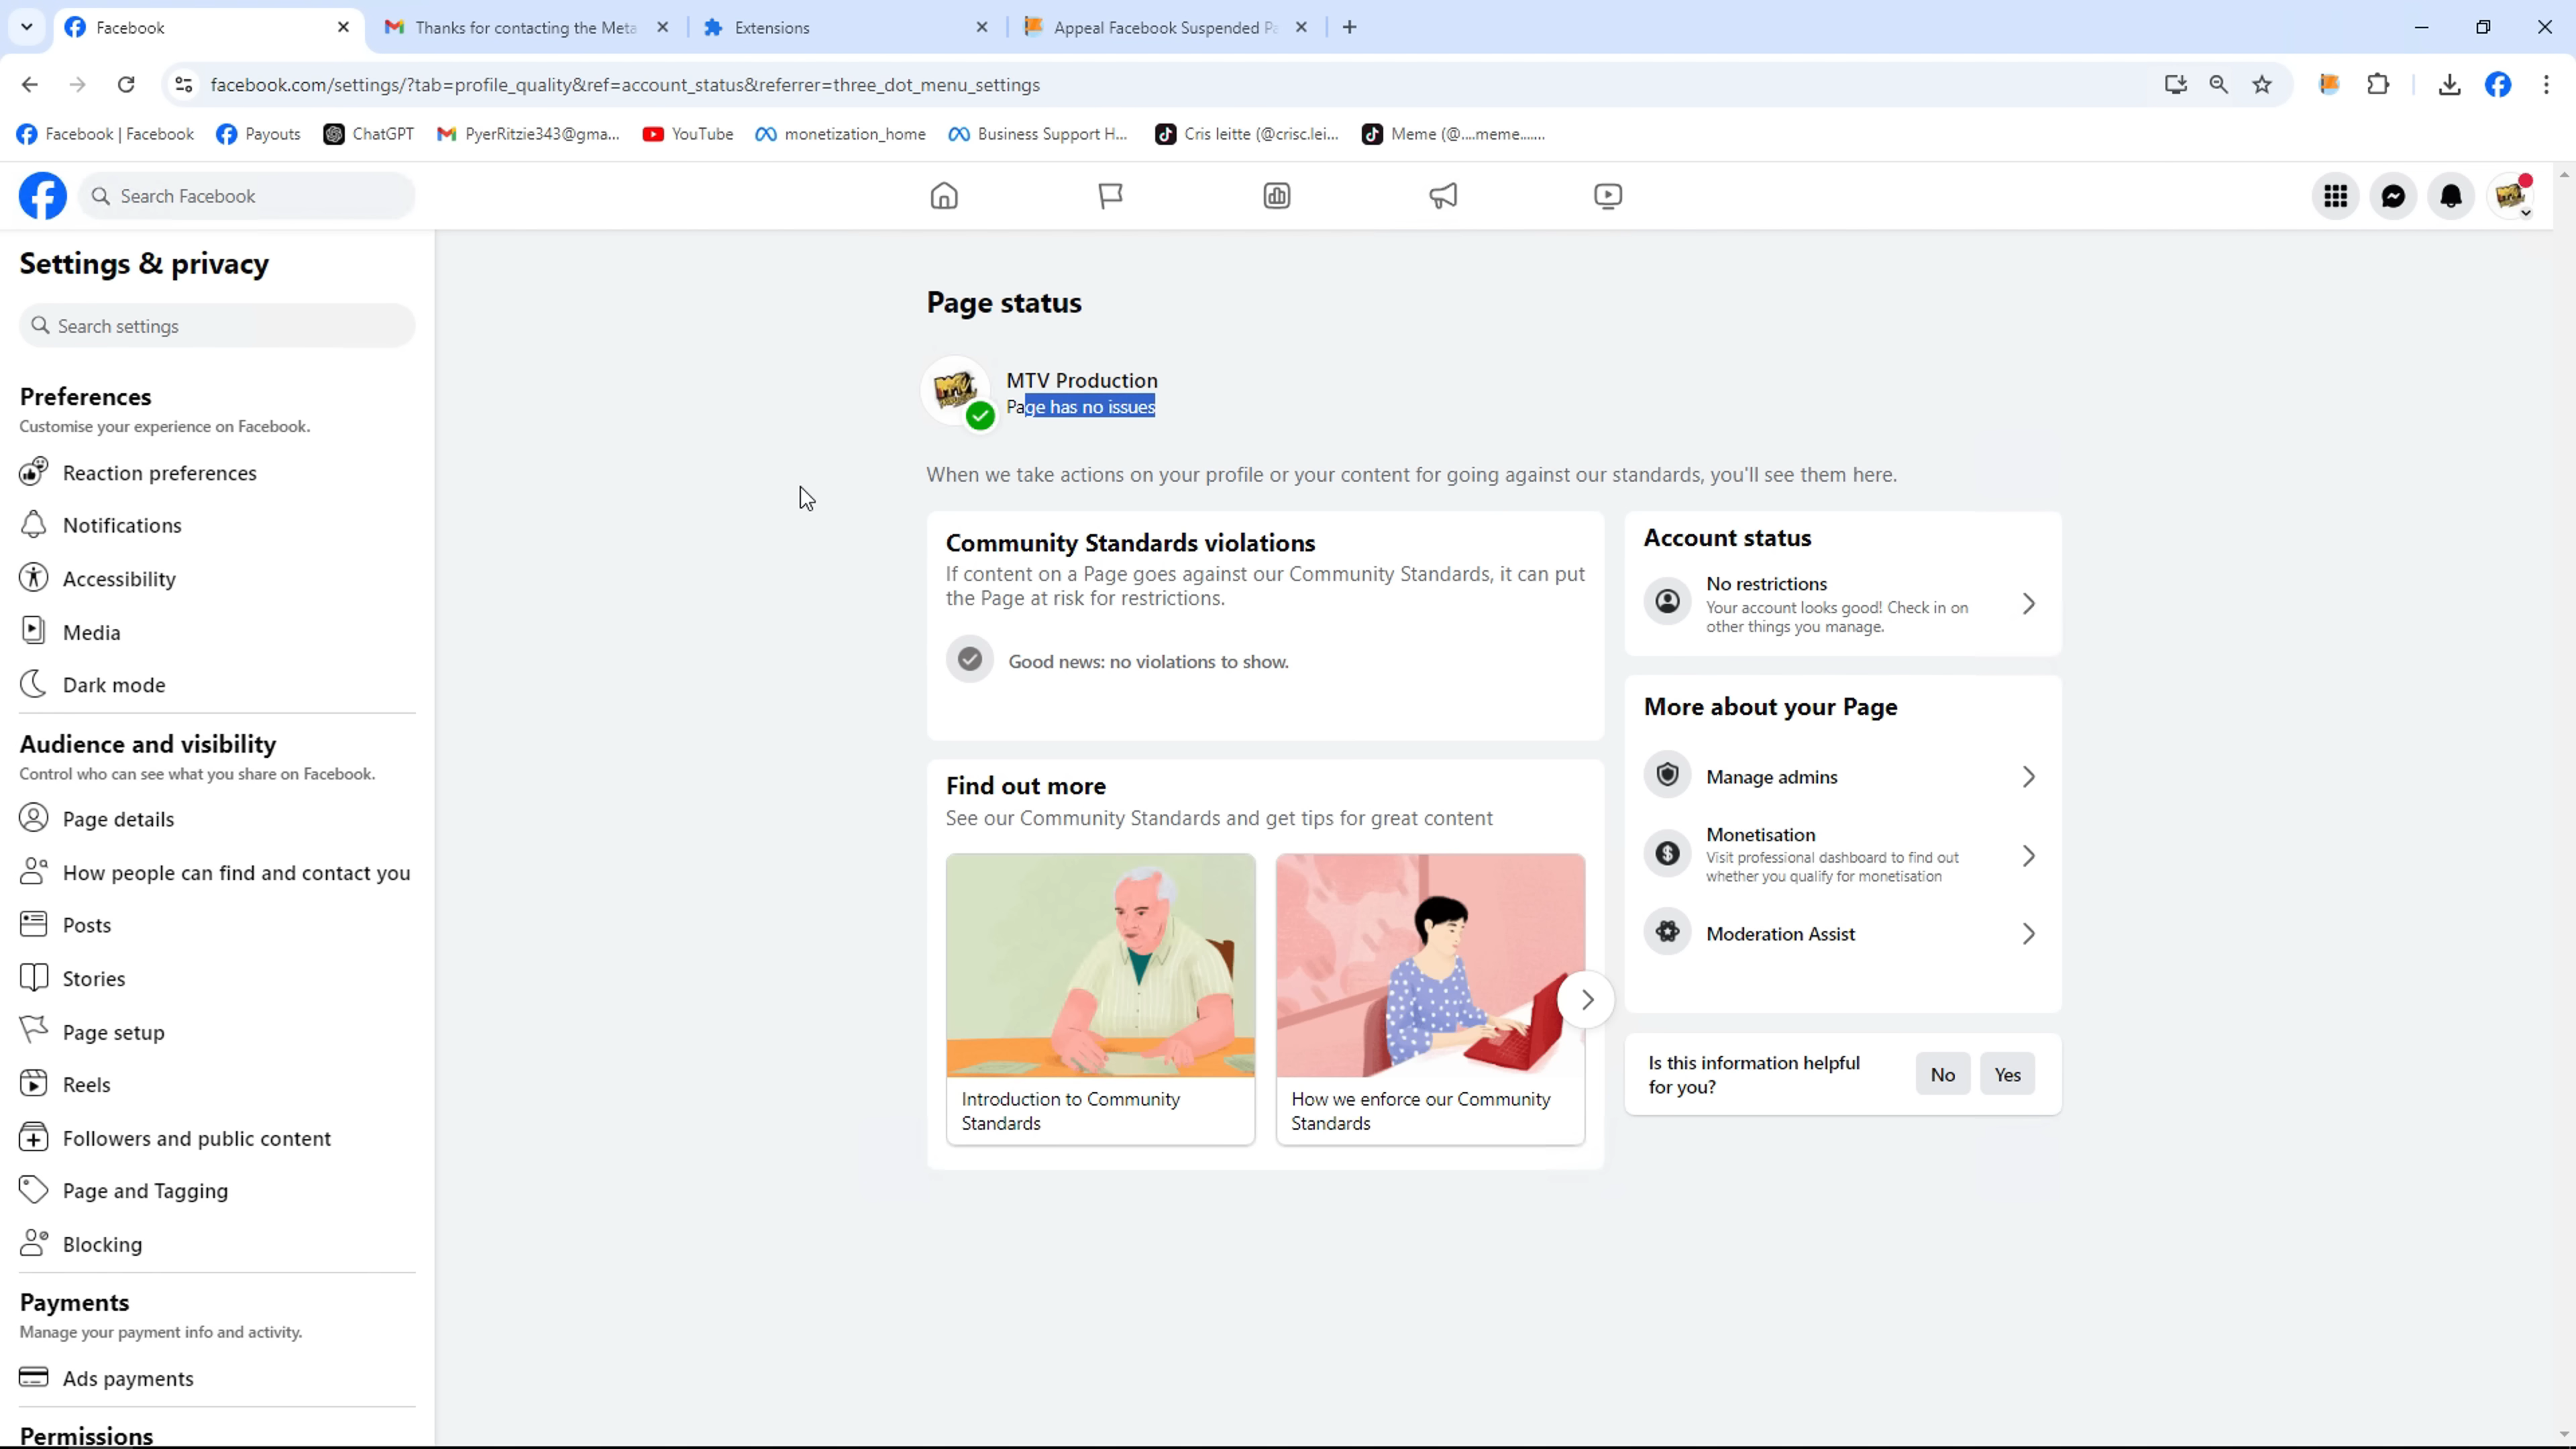 Facebook
Thanks for contacting the Meta
Extensions
Appeal Facebook Suspended Pa
facebook.com/settings/?tab=profile_quality&ref=account_status&referrer=three_dot_menu_settings
Facebook | Facebook
Payouts
ChatGPT
PyerRitzie343@gma...
YouTube
monetization_home
Business Support H...
Cris leitte (@crisc.lei...
Meme (@....meme.......
Search Facebook
Settings & privacy
Search settings
Preferences
Customise your experience on Facebook.
Reaction preferences
Notifications
Accessibility
Media
Dark mode
Audience and visibility
Control who can see what you share on Facebook.
Page details
How people can find and contact you
Posts
Stories
Page setup
Reels
Followers and public content
Page and Tagging
Blocking
Payments
Manage your payment info and activity.
Ads payments
Permissions
Page status
MTV Production
Page has no issues
When we take actions on your profile or your content for going against our standards, you'll see them here.
Community Standards violations
If content on a Page goes against our Community Standards, it can put
the Page at risk for restrictions.
Good news: no violations to show.
Find out more
See our Community Standards and get tips for great content
Introduction to Community
Standards
How we enforce our Community
Standards
Account status
No restrictions
Your account looks good! Check in on
other things you manage.
More about your Page
Manage admins
Monetisation
Visit professional dashboard to find out
whether you qualify for monetisation
Moderation Assist
Is this information helpful
for you?
No
Yes